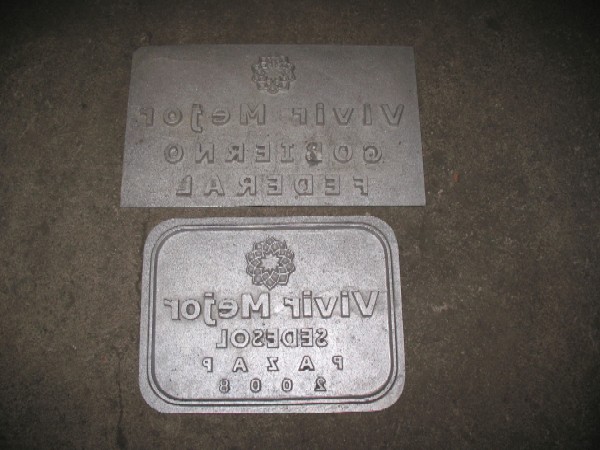 Vivir Mejor
GOBIERNO
FEDERAL
Vivir Mejor
SEDESOL
PAZAP
2008